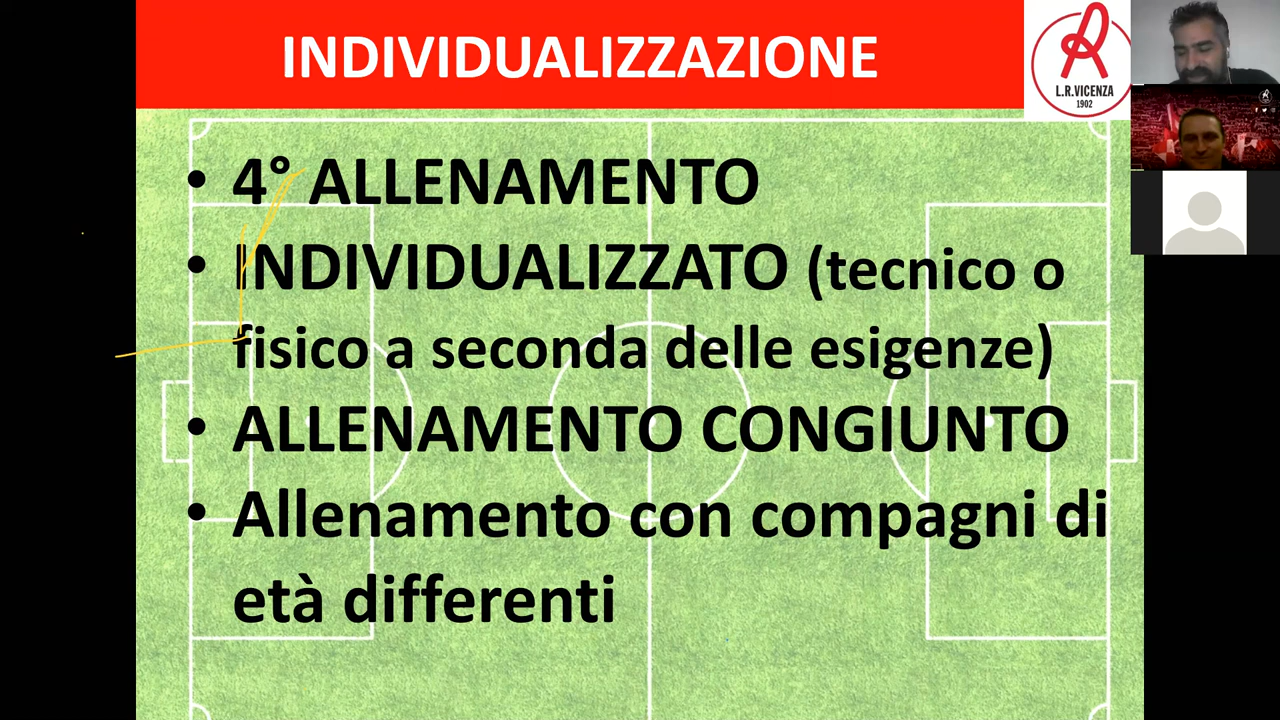 INDIVIDUALIZZAZIONE
L.R.VICENZA
1902
• 4° ALLENAMENTO
• INDIVIDUALIZZATO (tecnico o
fisico a seconda delle esigenze)
• ALLENAMENTO CONGIUNTO
• Allenamento con compagni di
età differenti